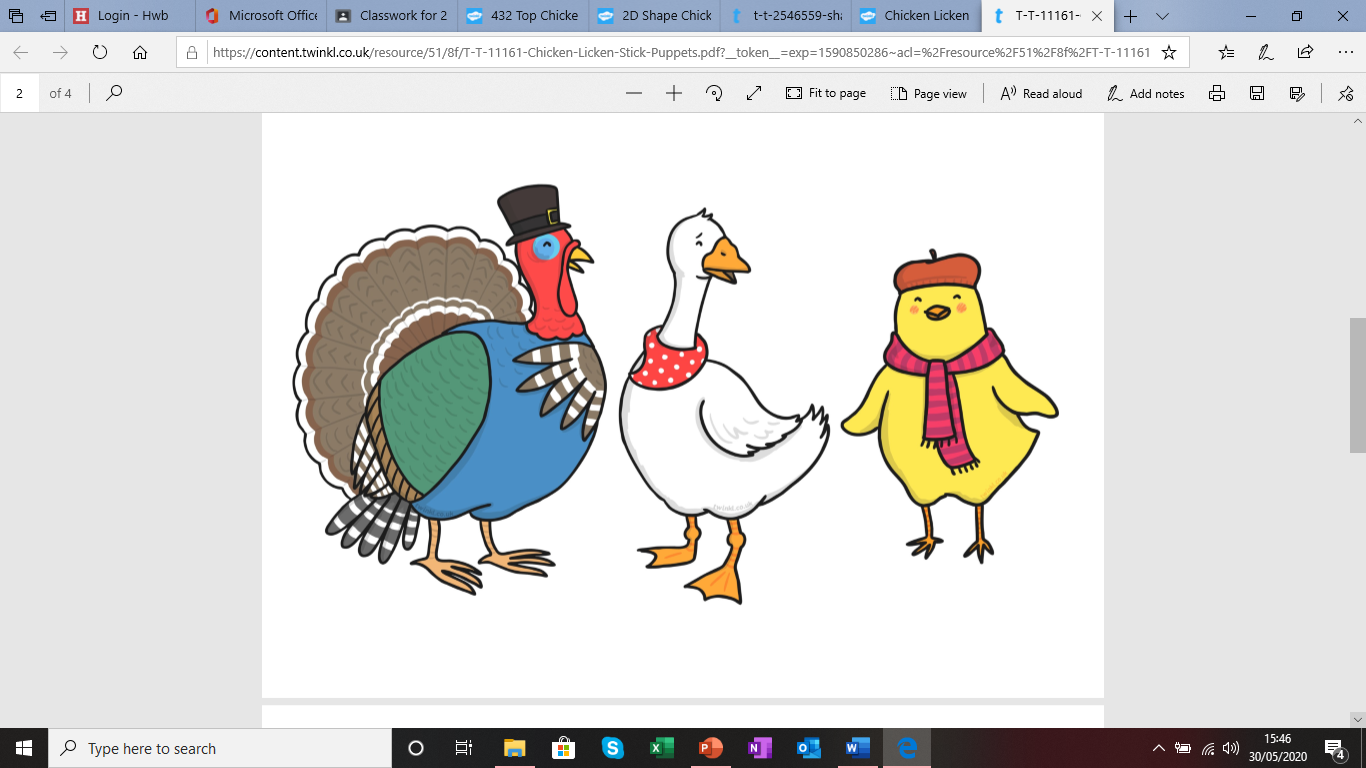 Login - Hwb
Microsoft Office
Classwork for 2
432 Top Chicke
2D Shape Chick
t-t-2546559-sha
Chicken Licken
T-T-11161-
https://content.twinkl.co.uk/resource/51/8f/T-T-11161-Chicken-Licken-Stick-Puppets.pdf?__token__=exp=1590850286~acl=%2Fresource%2F51%2F8f%2FT-T-11161
2 of 4
Fit to page
Page view
Read aloud
Add notes
twinkl.co.uk
Type here to search
15:46
30/05/2020
4